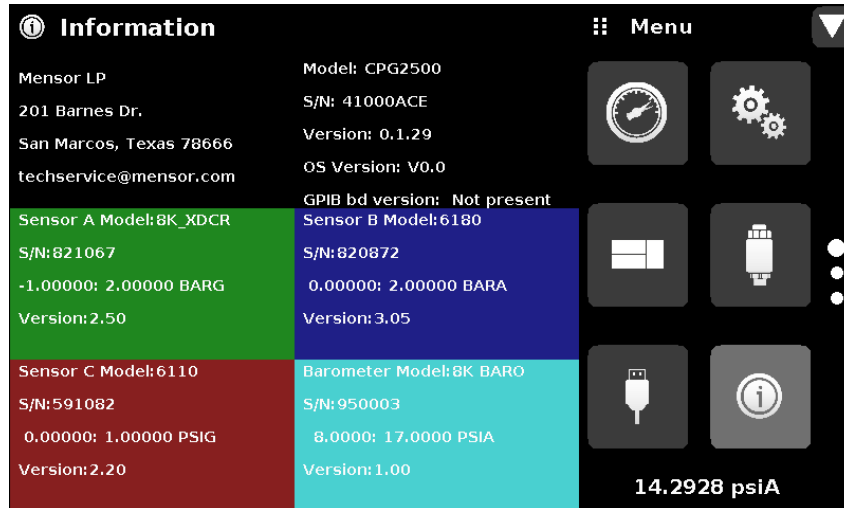 Information
Mensor LP
201 Barnes Dr.
San Marcos, Texas 78666
techservice@mensor.com
Model: CPG2500
S/N: 41000ACE
Version: 0.1.29
OS Version: V0.0
GPIB bd version: Not present
Sensor A Model:8K_XDCR
S/N:821067
-1.00000: 2.00000 BARG
Version:2.50
Sensor B Model:6180
S/N:820872
0.00000: 2.00000 BARA
Version:3.05
Sensor C Model:6110
S/N:591082
0.00000: 1.00000 PSIG
Version:2.20
Barometer Model:8K BARO
S/N:950003
8.0000: 17.0000 PSIA
Version:1.00
Menu
14.2928 psiA